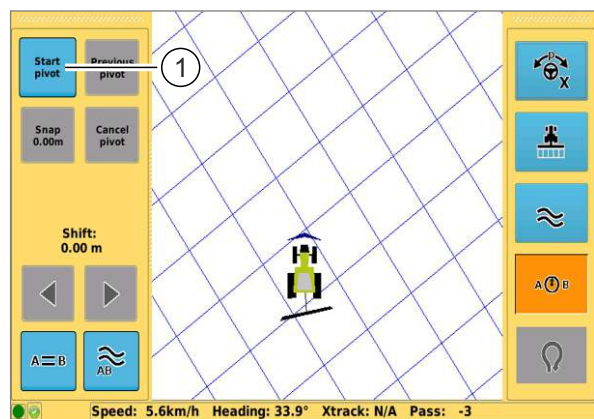 Start
pivot
Previous
pivot
1
Snap
0.00m
Cancel
pivot
Shift:
0.00 m
A B
AB
P
X
A B
Speed: 5.6km/h Heading: 33.9° Xtrack: N/A Pass: -3